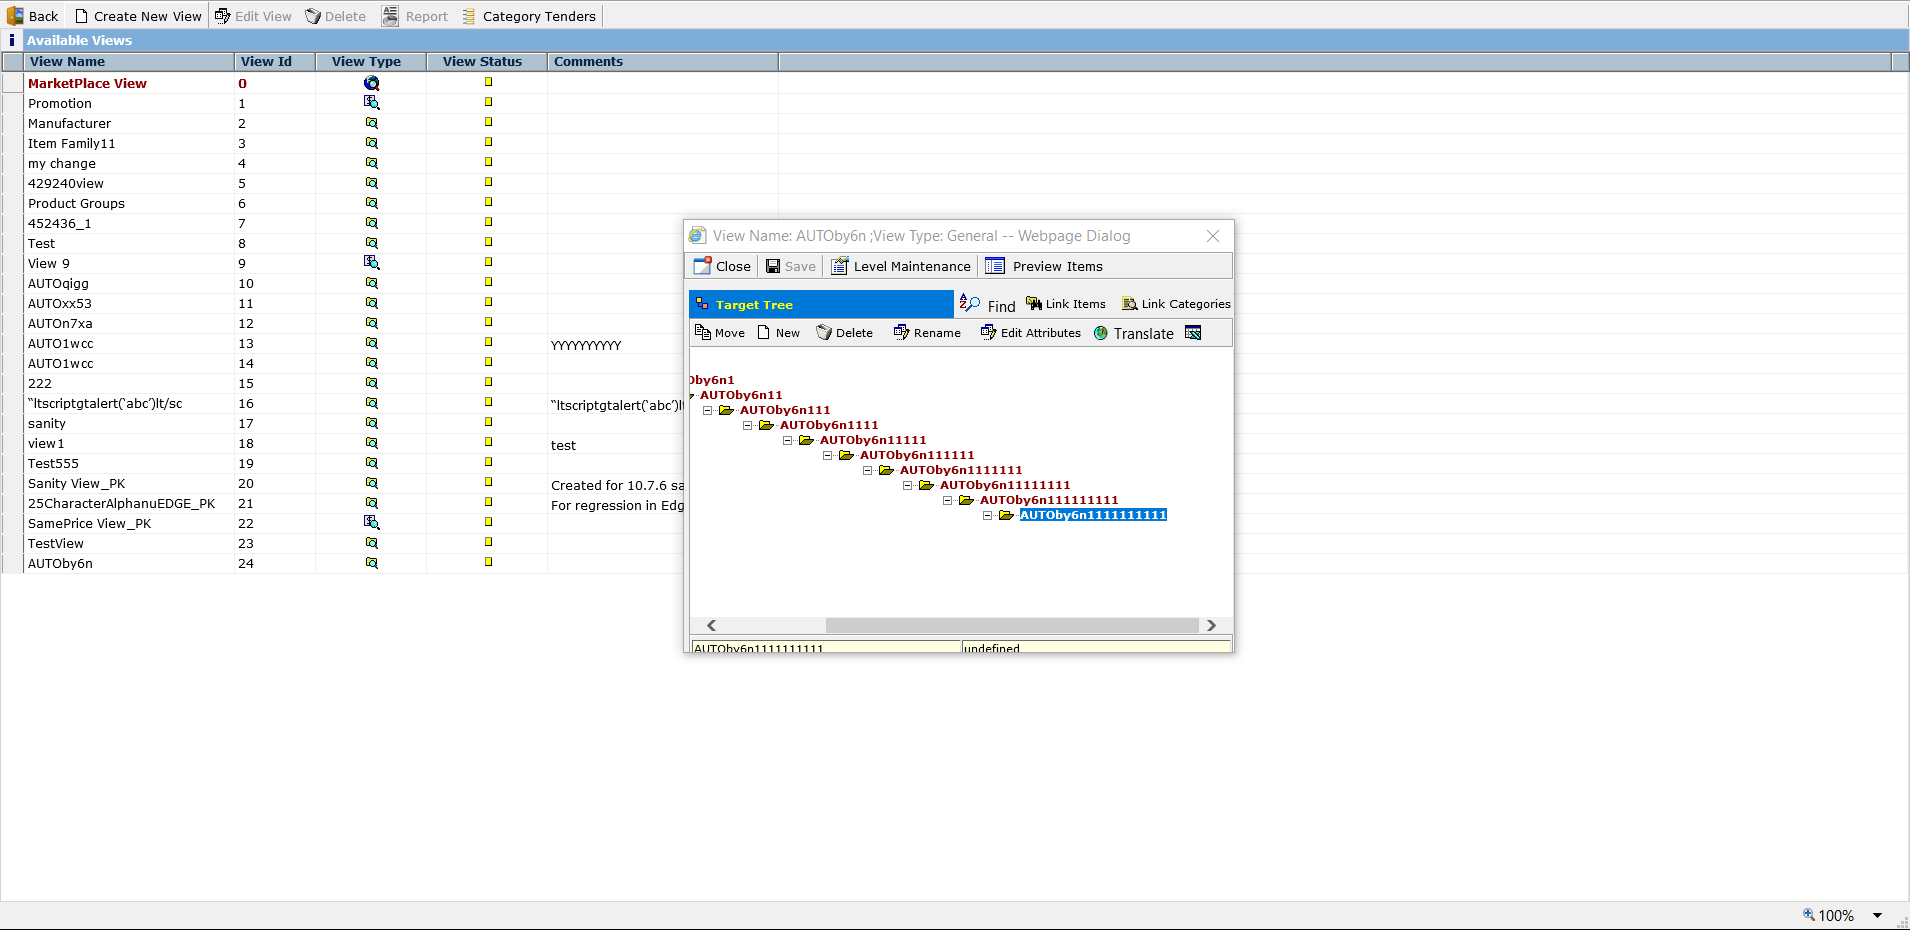 Back Create New View Edit View Delete Report Category Tenders
Available Views
View Name View Id View Type View Status Comments
MarketPlace View 0
Promotion 1
Manufacturer 2
Item Family11 3
my change 4
429240view 5
Product Groups 6
452436_1 7
Test 8
View 9 9
AUTOqigg 10
AUTOxx53 11
AUTOn7xa 12
AUTO1wcc 13 YYYYYYYYYY
AUTO1wcc 14
222 15
“ltscriptgtalert(‘abc’)lt/sc 16 “ltscriptgtalert(‘abc’)lt
sanity 17
view1 18 test
Test555 19
Sanity View_PK 20 Created for 10.7.6 sa
25CharacterAlphanuEDGE_PK 21 For regression in Edg
SamePrice View_PK 22
TestView 23
AUTOby6n 24
View Name: AUTOby6n ;View Type: General -- Webpage Dialog
Close Save Level Maintenance Preview Items
Target Tree Find Link Items Link Categories
Move New Delete Rename Edit Attributes Translate
Oby6n1
AUTOby6n11
AUTOby6n111
AUTOby6n1111
AUTOby6n11111
AUTOby6n111111
AUTOby6n1111111
AUTOby6n11111111
AUTOby6n111111111
AUTOby6n1111111111
AUTOby6n1111111111 undefined
100%